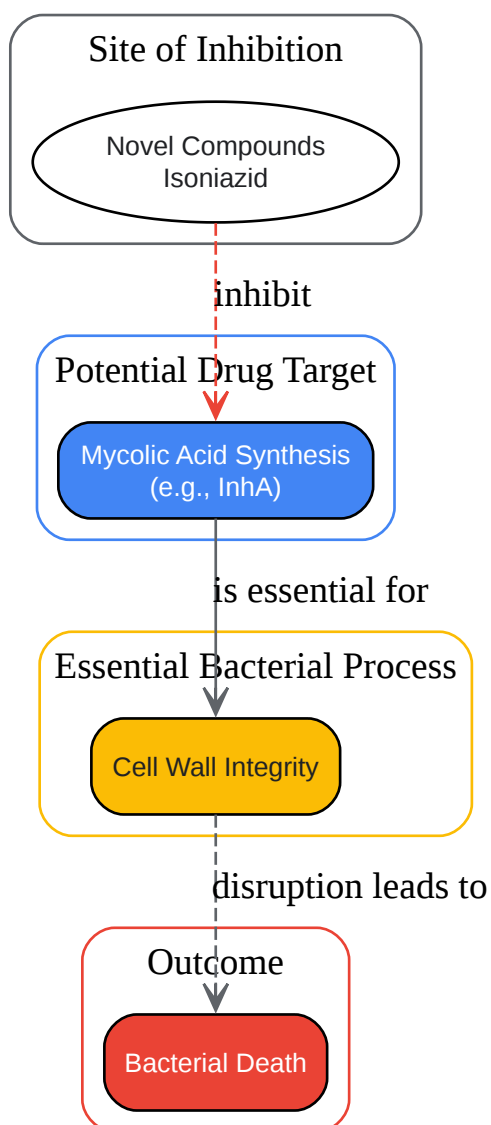 Site of Inhibition
Novel Compounds
Isoniazid
inhibit
Potential Drug Target
Mycolic Acid Synthesis
(e.g., InhA)
is essential for
Essential Bacterial Process
Cell Wall Integrity
disruption leads to
Outcome
Bacterial Death